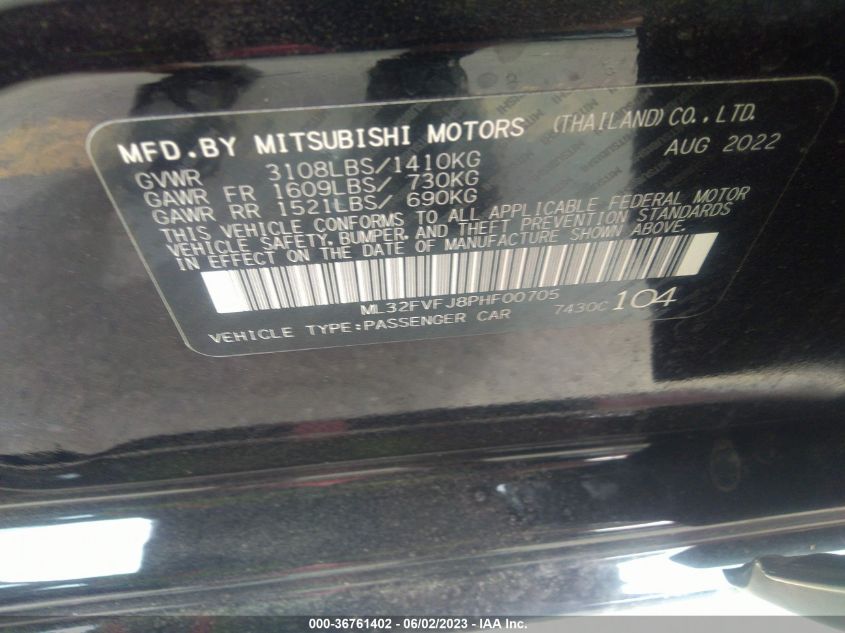 MFD.BY MITSUBISHI MOTORS (THAILAND) CO., LTD.
AUG 2022
GVWR 3108LBS/1410KG
GAWR FR 1609LBS/ 730KG
GAWR RR 1521LBS/ 690KG
THIS VEHICLE CONFORMS TO ALL APPLICABLE FEDERAL MOTOR
VEHICLE SAFETY, BUMPER, AND THEFT PREVENTION STANDARDS
IN EFFECT ON THE DATE OF MANUFACTURE SHOWN ABOVE.
ML32FVFJ8PHF00705
VEHICLE TYPE:PASSENGER CAR 7430C104
000-36761402 - 06/02/2023 - IAA Inc.